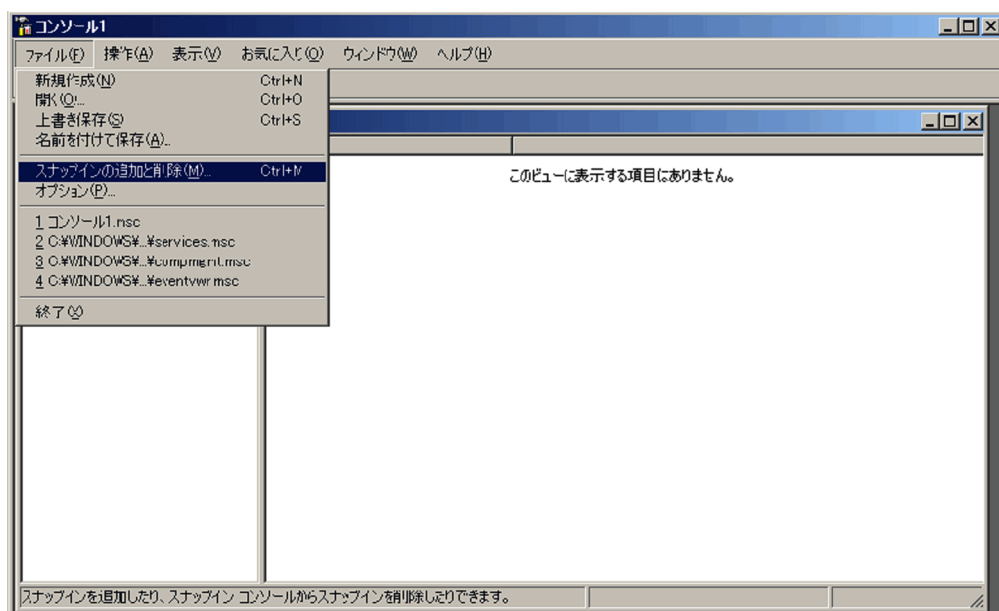 コンソール1
ファイル(F) 操作(A) 表示(V) お気に入り(O) ウィンドウ(W) ヘルプ(H)
新規作成(N) Ctrl+N
開く(O)... Ctrl+O
上書き保存(S) Ctrl+S
名前を付けて保存(A)...
スナップインの追加と削除(M)... Ctrl+M
オプション(P)...
1 コンソール1.msc
2 C:¥WINDOWS¥...¥services.msc
3 C:¥WINDOWS¥...¥compmgmt.msc
4 C:¥WINDOWS¥...¥eventvwr.msc
終了(X)
このビューに表示する項目はありません。
スナップインを追加したり、スナップイン コンソールからスナップインを削除したりできます。